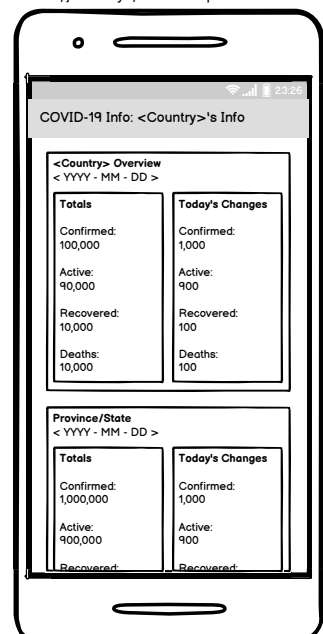 23:26
COVID-19 Info: <Country>'s Info
<Country> Overview
< YYYY - MM - DD >
Totals
Confirmed:
100,000
Active:
90,000
Recovered:
10,000
Deaths:
10,000
Today's Changes
Confirmed:
1,000
Active:
900
Recovered:
100
Deaths:
100
Province/State
< YYYY - MM - DD >
Totals
Confirmed:
1,000,000
Active:
900,000
Recovered:
Today's Changes
Confirmed:
1,000
Active:
900
Recovered: